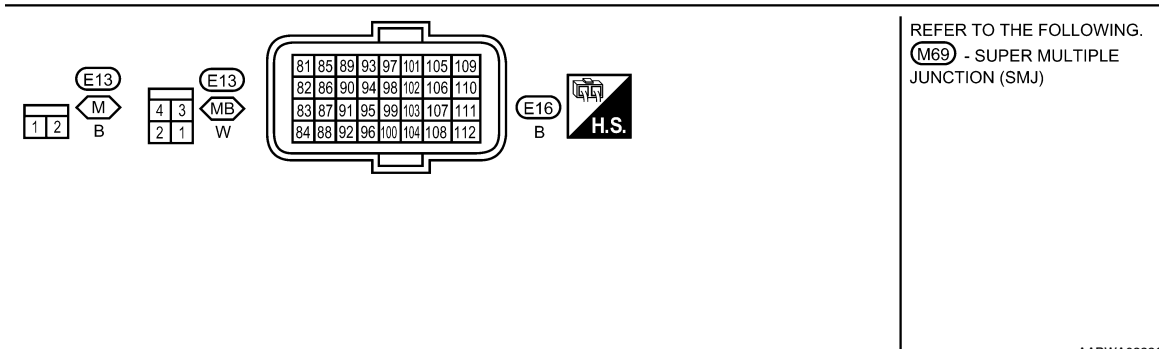 REFER TO THE FOLLOWING.
M69 - SUPER MULTIPLE
JUNCTION (SMJ)
E13
M
B
1 2
E13
MB
W
4 3
2 1
81 85 89 93 97 101 105 109
82 86 90 94 98 102 106 110
83 87 91 95 99 103 107 111
84 88 92 96 100 104 108 112
E16
B
H.S.